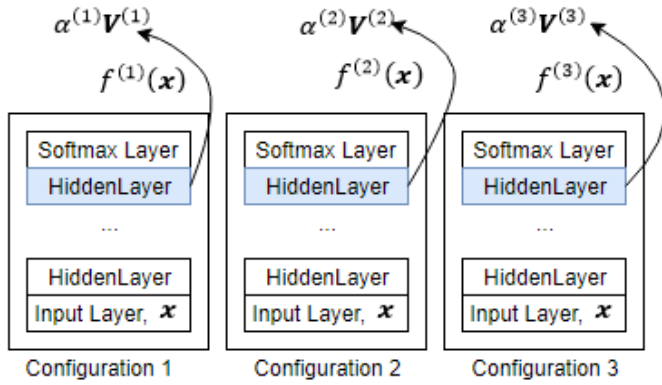 α⁽¹⁾V⁽¹⁾ α⁽²⁾V⁽²⁾ α⁽³⁾V⁽³⁾
f⁽¹⁾(x) f⁽²⁾(x) f⁽³⁾(x)
Softmax Layer Softmax Layer Softmax Layer
HiddenLayer HiddenLayer HiddenLayer
... ... ...
HiddenLayer HiddenLayer HiddenLayer
Input Layer, x Input Layer, x Input Layer, x
Configuration 1 Configuration 2 Configuration 3